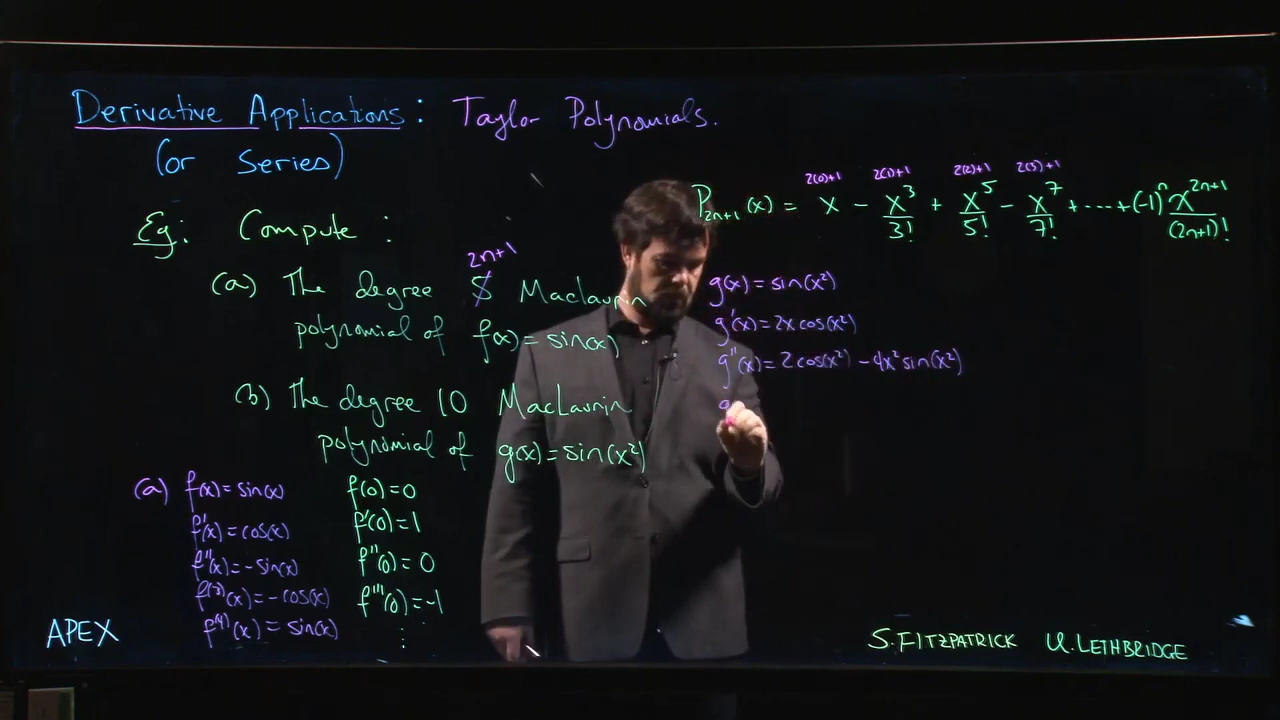 Derivative Applications: Taylor Polynomials.
(or Series)
Eg: Compute:
(a) The degree 5 2n+1 Maclaurin
polynomial of f(x) = sin(x)
(b) The degree 10 MacLaurin
polynomial of g(x) = sin(x²)
(a) f(x) = sin(x) f(0) = 0
f'(x) = cos(x) f'(0) = 1
f''(x) = -sin(x) f''(0) = 0
f⁽³⁾(x) = -cos(x) f'''(0) = -1
f⁽⁴⁾(x) = sin(x) ⋮
2(0)+1 2(1)+1 2(2)+1 2(3)+1
P₂ₙ₊₁(x) = x - x³/3! + x⁵/5! - x⁷/7! + ··· + (-1)ⁿ x²ⁿ⁺¹/(2n+1)!
g(x) = sin(x²)
g'(x) = 2x cos(x²)
g''(x) = 2cos(x²) - 4x² sin(x²)
APEX
S. FITZPATRICK U. LETHBRIDGE